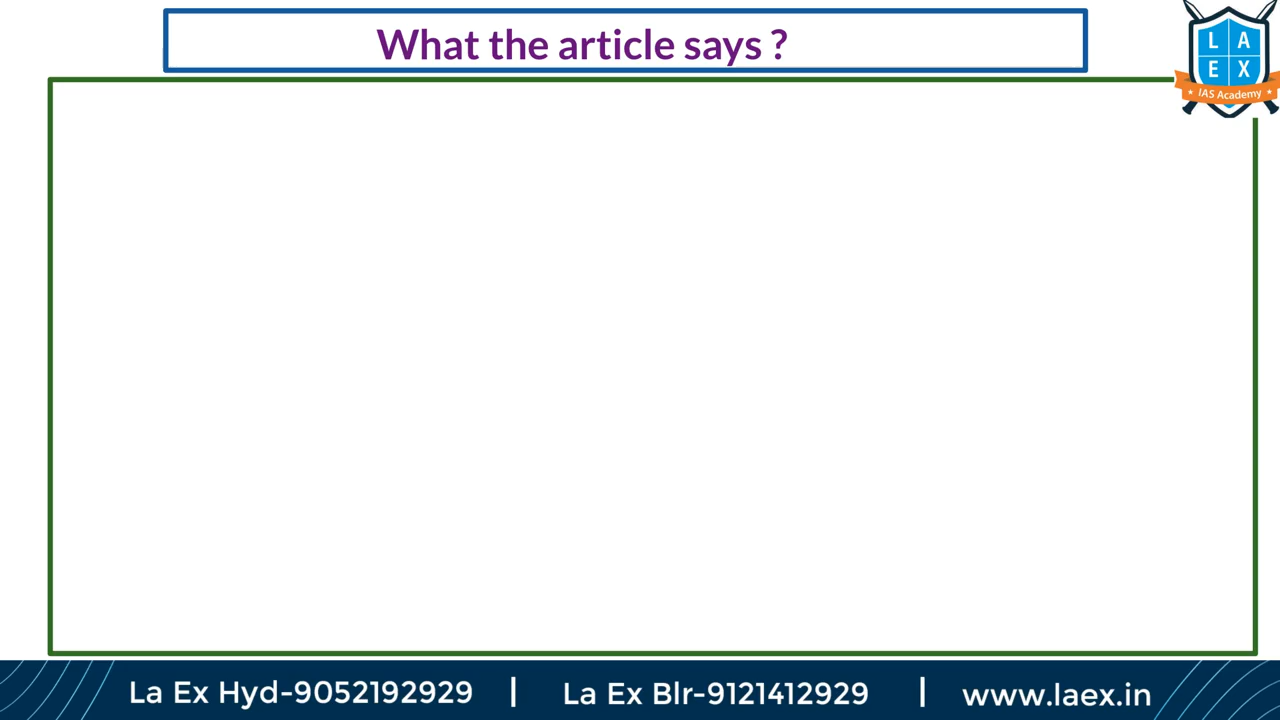 What the article says ?
L A
E X
IAS Academy
La Ex Hyd-9052192929 | La Ex Blr-9121412929 | www.laex.in